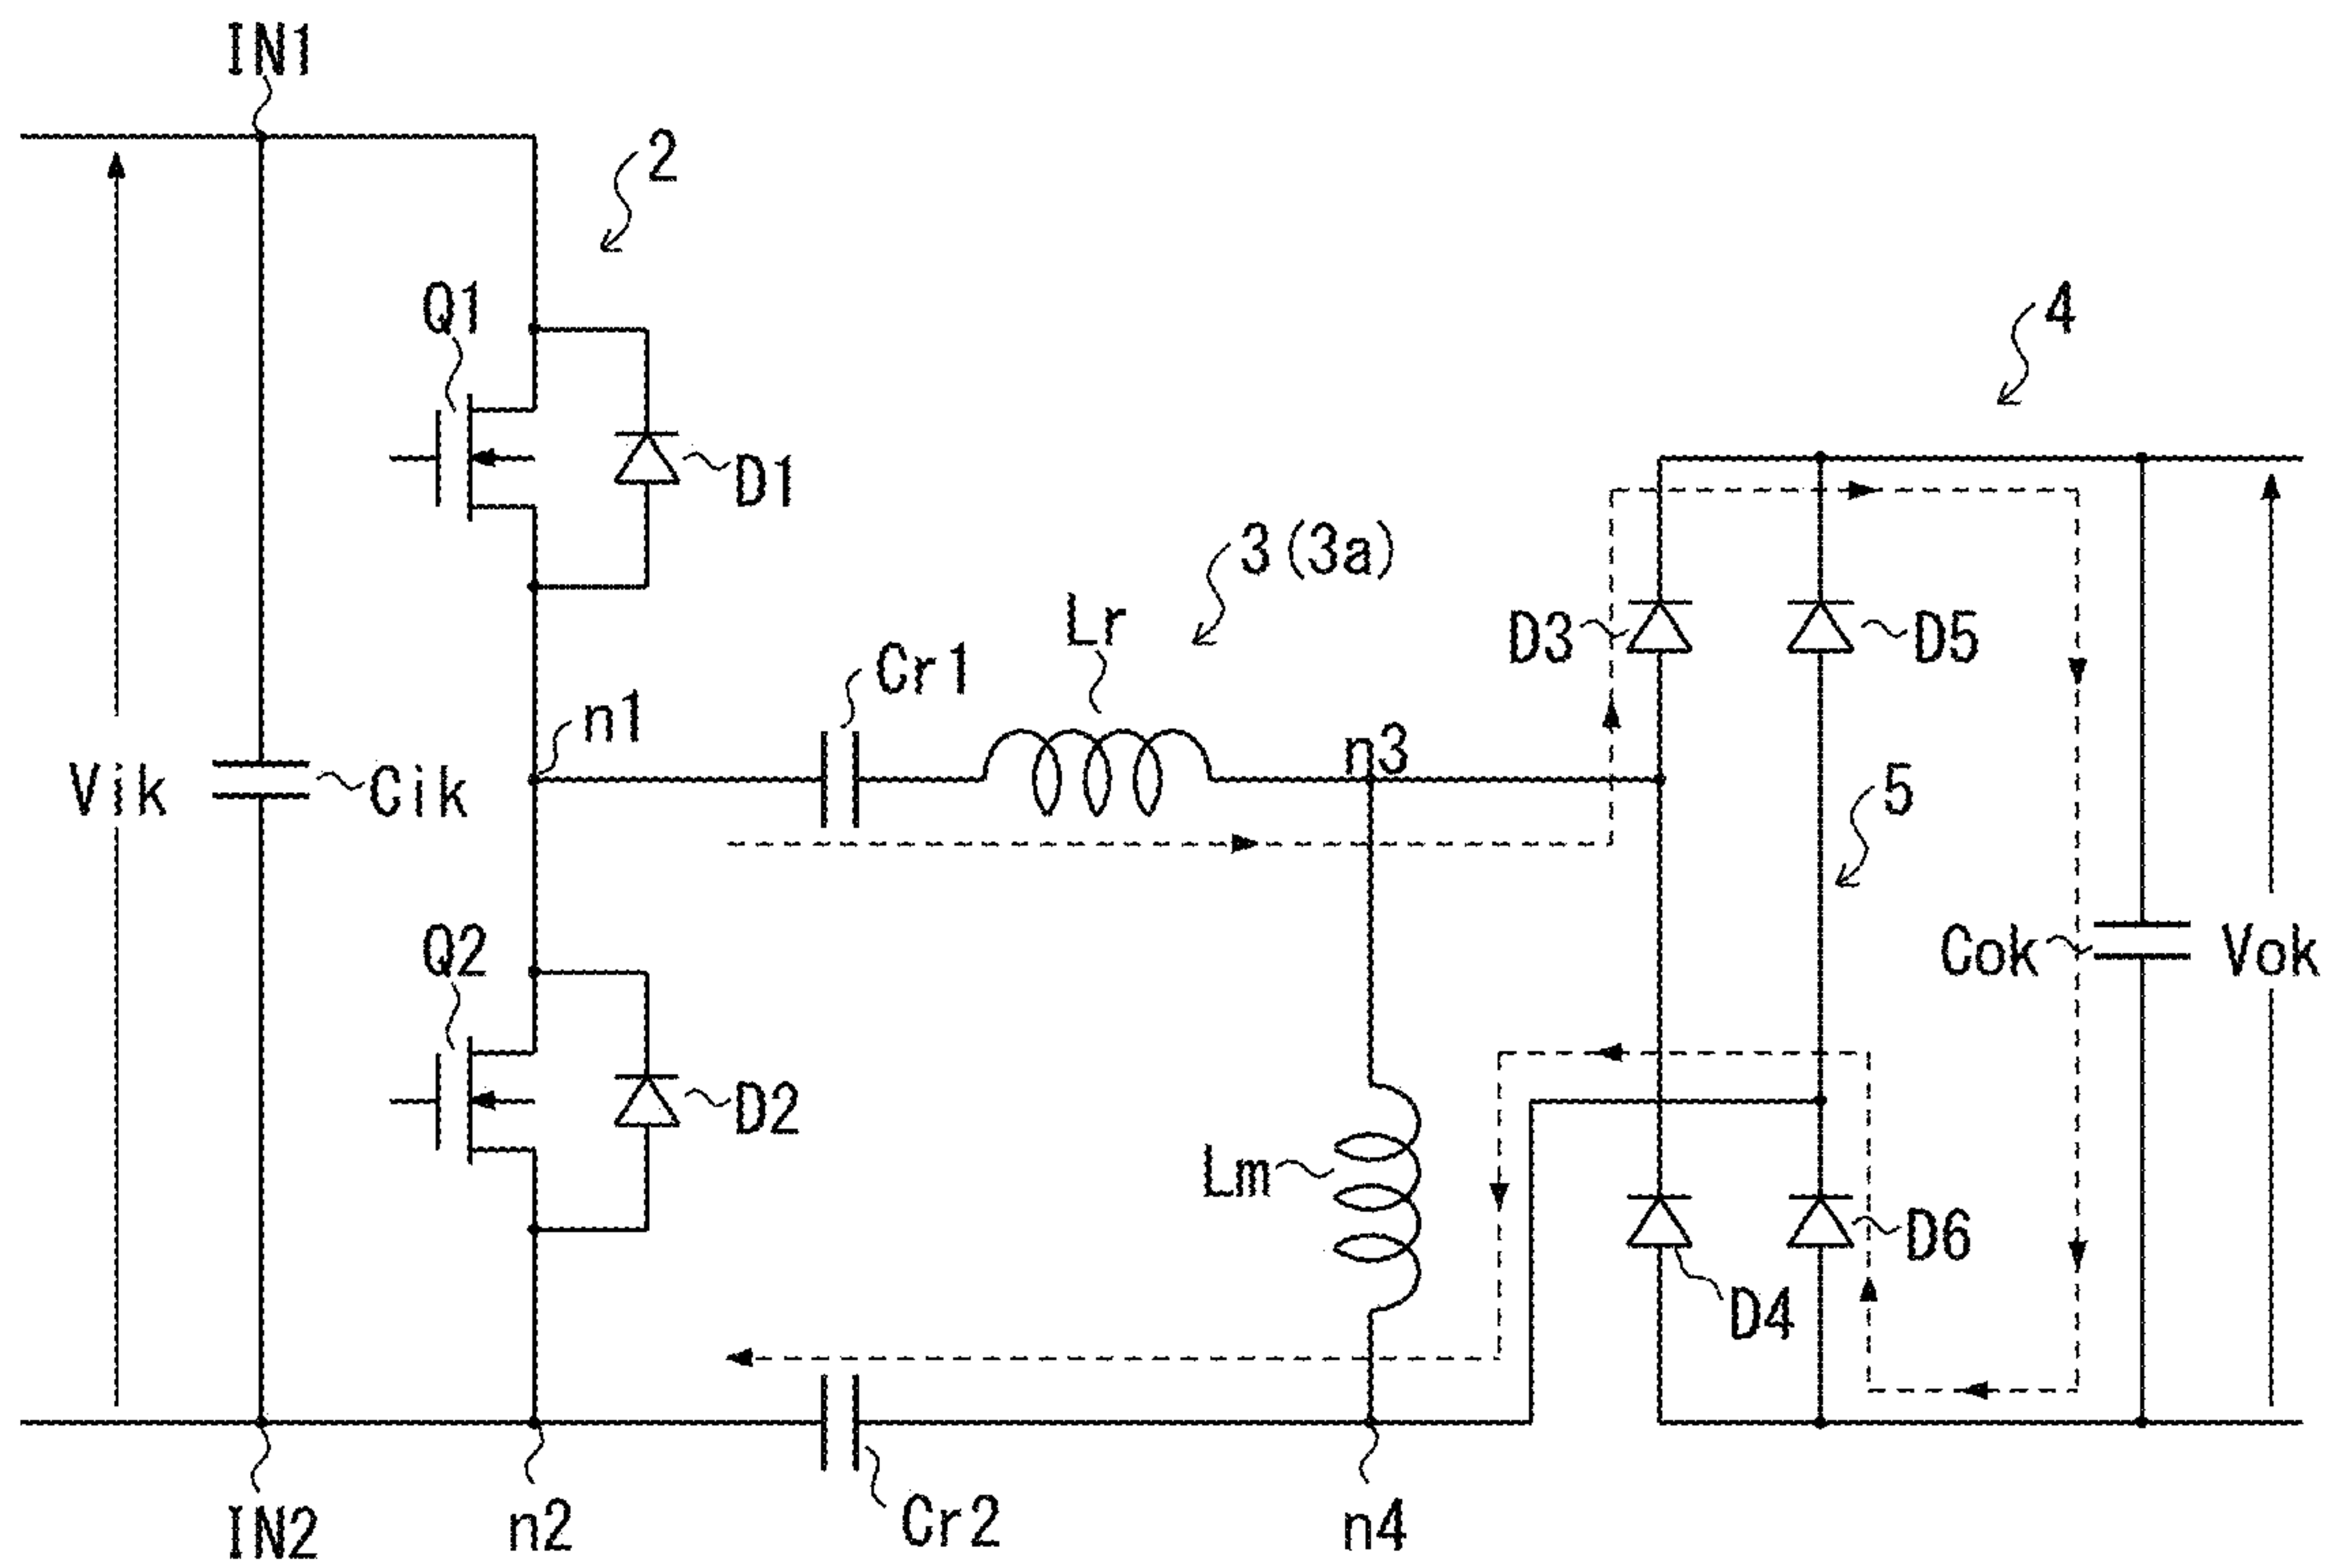 IN1
2
Q1
4
D1
3(3a)
Lr
D3
D5
Cr1
n1
n3
Vik
Cik
5
Q2
Cok
Vok
D2
Lm
D6
D4
IN2
n2
Cr2
n4